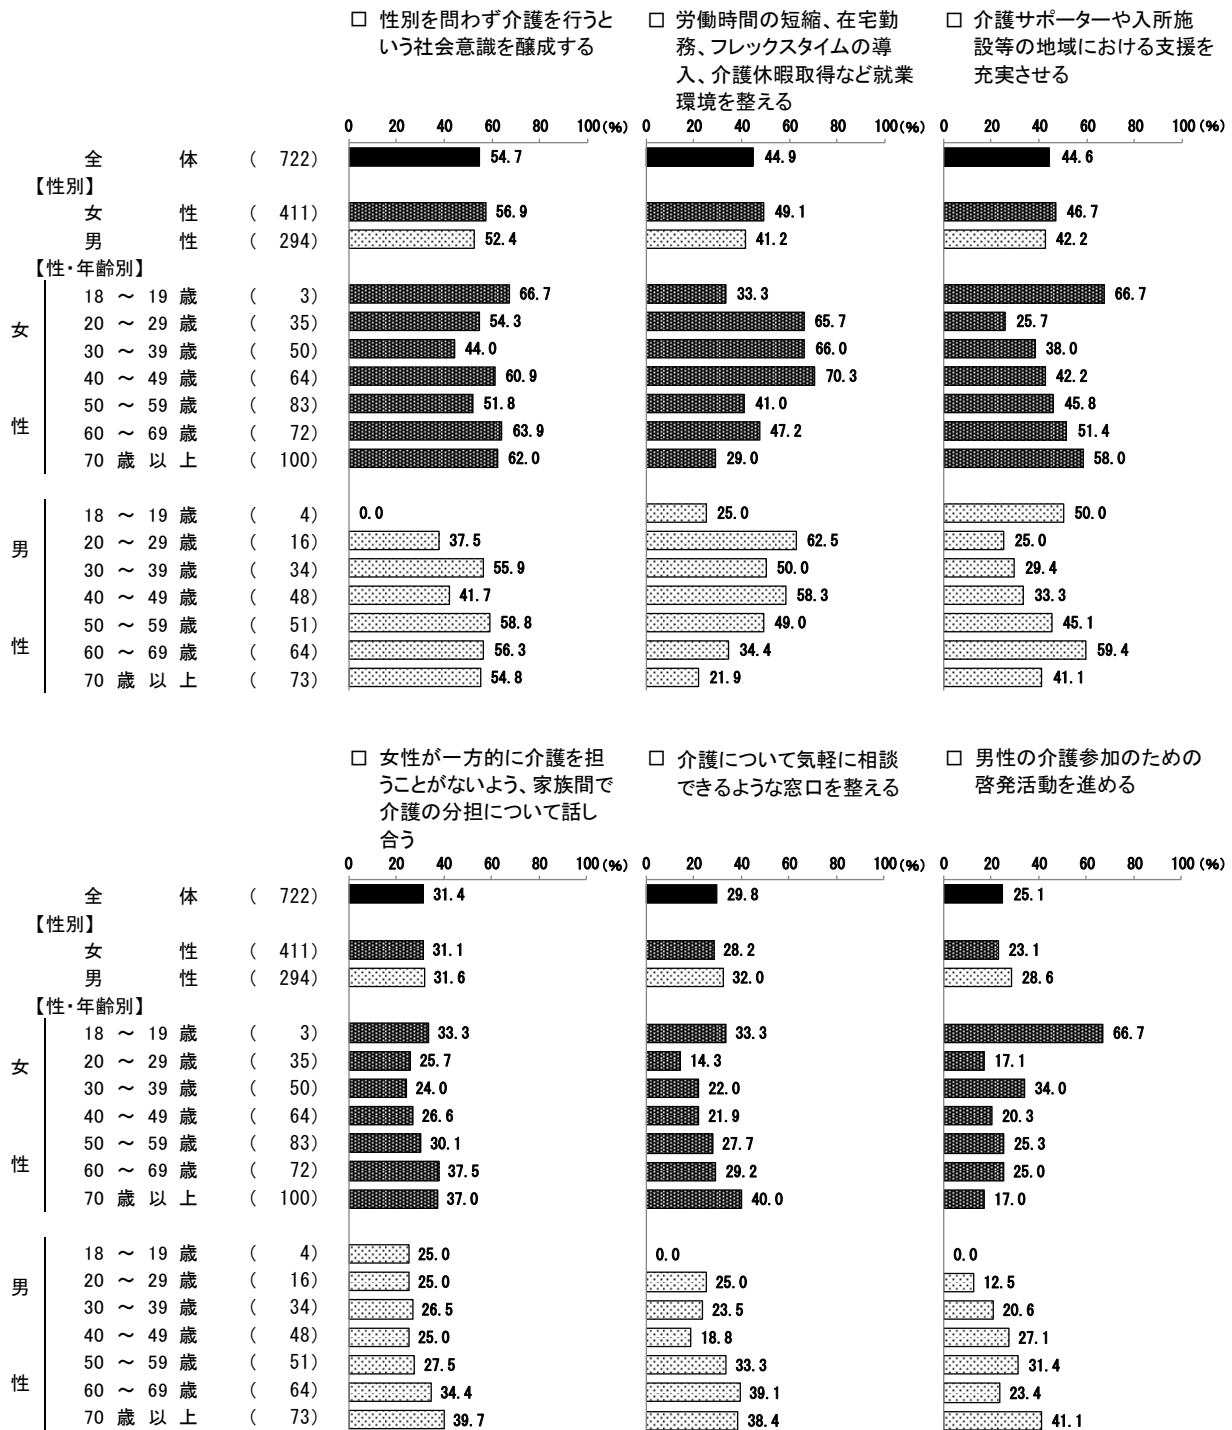 □ 性別を問わず介護を行うと
いう社会意識を醸成する
□ 労働時間の短縮、在宅勤
務、フレックスタイムの導
入、介護休暇取得など就業
環境を整える
□ 介護サポーターや入所施
設等の地域における支援を
充実させる
0 20 40 60 80 100(%) 0 20 40 60 80 100(%) 0 20 40 60 80 100(%)
全 体 ( 722) 54.7 44.9 44.6
【性別】
女 性 ( 411) 56.9 49.1 46.7
男 性 ( 294) 52.4 41.2 42.2
【性・年齢別】
女性
18 ～ 19 歳 ( 3) 66.7 33.3 66.7
20 ～ 29 歳 ( 35) 54.3 65.7 25.7
30 ～ 39 歳 ( 50) 44.0 66.0 38.0
40 ～ 49 歳 ( 64) 60.9 70.3 42.2
50 ～ 59 歳 ( 83) 51.8 41.0 45.8
60 ～ 69 歳 ( 72) 63.9 47.2 51.4
70 歳 以 上 ( 100) 62.0 29.0 58.0
男性
18 ～ 19 歳 ( 4) 0.0 25.0 50.0
20 ～ 29 歳 ( 16) 37.5 62.5 25.0
30 ～ 39 歳 ( 34) 55.9 50.0 29.4
40 ～ 49 歳 ( 48) 41.7 58.3 33.3
50 ～ 59 歳 ( 51) 58.8 49.0 45.1
60 ～ 69 歳 ( 64) 56.3 34.4 59.4
70 歳 以 上 ( 73) 54.8 21.9 41.1
□ 女性が一方的に介護を担
うことがないよう、家族間で
介護の分担について話し
合う
□ 介護について気軽に相談
できるような窓口を整える
□ 男性の介護参加のための
啓発活動を進める
0 20 40 60 80 100(%) 0 20 40 60 80 100(%) 0 20 40 60 80 100(%)
全 体 ( 722) 31.4 29.8 25.1
【性別】
女 性 ( 411) 31.1 28.2 23.1
男 性 ( 294) 31.6 32.0 28.6
【性・年齢別】
女性
18 ～ 19 歳 ( 3) 33.3 33.3 66.7
20 ～ 29 歳 ( 35) 25.7 14.3 17.1
30 ～ 39 歳 ( 50) 24.0 22.0 34.0
40 ～ 49 歳 ( 64) 26.6 21.9 20.3
50 ～ 59 歳 ( 83) 30.1 27.7 25.3
60 ～ 69 歳 ( 72) 37.5 29.2 25.0
70 歳 以 上 ( 100) 37.0 40.0 17.0
男性
18 ～ 19 歳 ( 4) 25.0 0.0 0.0
20 ～ 29 歳 ( 16) 25.0 25.0 12.5
30 ～ 39 歳 ( 34) 26.5 23.5 20.6
40 ～ 49 歳 ( 48) 25.0 18.8 27.1
50 ～ 59 歳 ( 51) 27.5 33.3 31.4
60 ～ 69 歳 ( 64) 34.4 39.1 23.4
70 歳 以 上 ( 73) 39.7 38.4 41.1